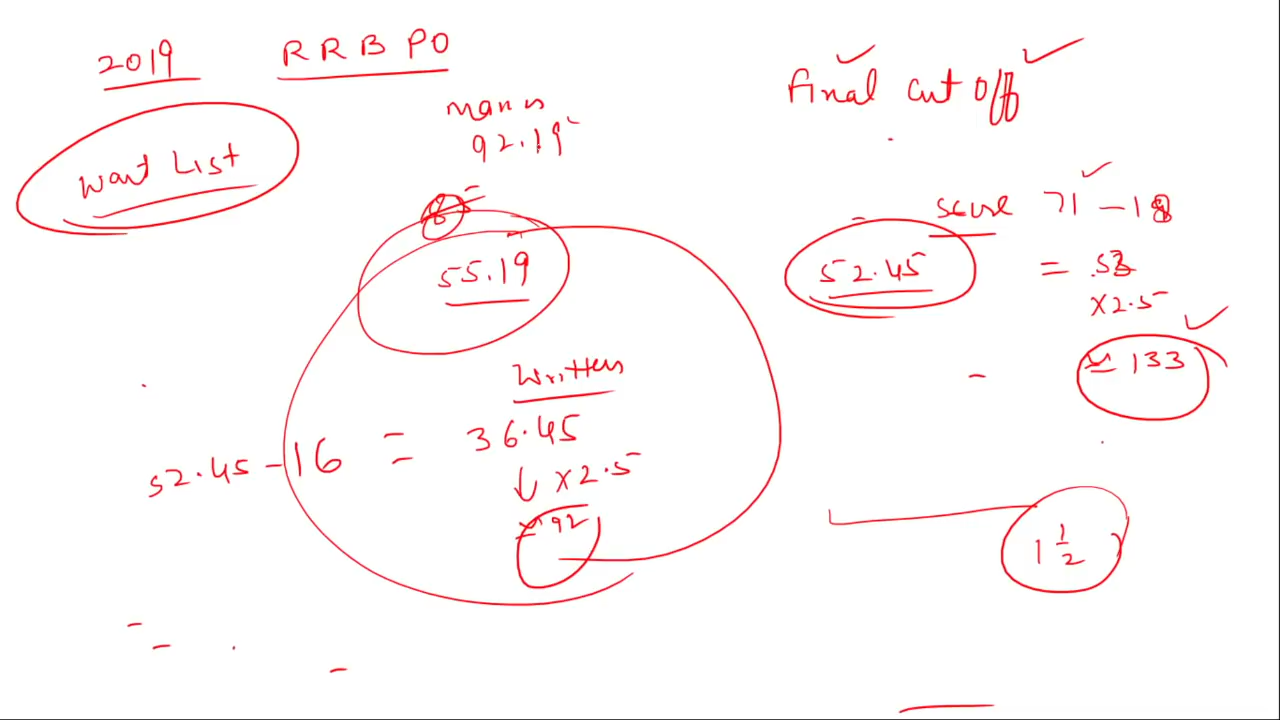 2019 RRB PO
Final cut off
Mains
92.19
Wait List
8
score 71 - 18
55.19
52.45
= 53
x2.5
≃ 133
Written
52.45 - 16 = 36.45
↓ x2.5
≃ 92
1 1/2